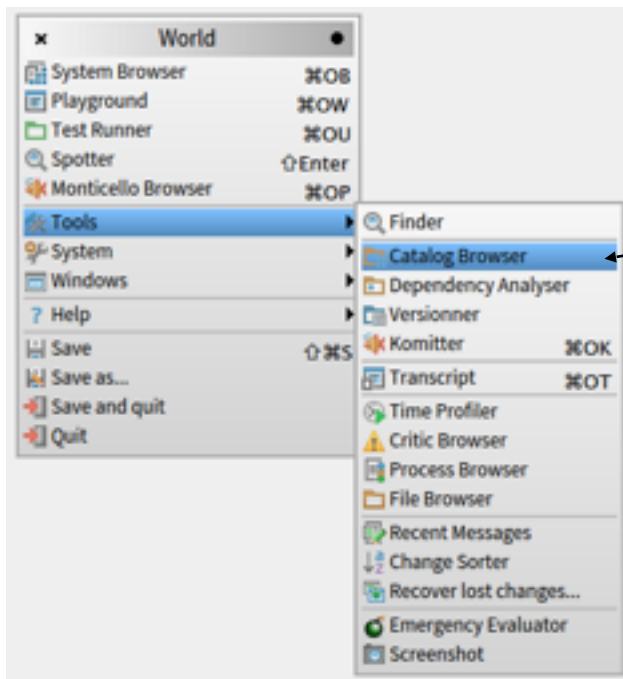 World
System Browser ⌘OB
Playground ⌘OW
Test Runner ⌘OU
Spotter ⇧Enter
Monticello Browser ⌘OP
Tools
System
Windows
Help
Save ⇧⌘S
Save as...
Save and quit
Quit
Finder
Catalog Browser
Dependency Analyser
Versionner
Komitter ⌘OK
Transcript ⌘OT
Time Profiler
Critic Browser
Process Browser
File Browser
Recent Messages
Change Sorter
Recover lost changes...
Emergency Evaluator
Screenshot